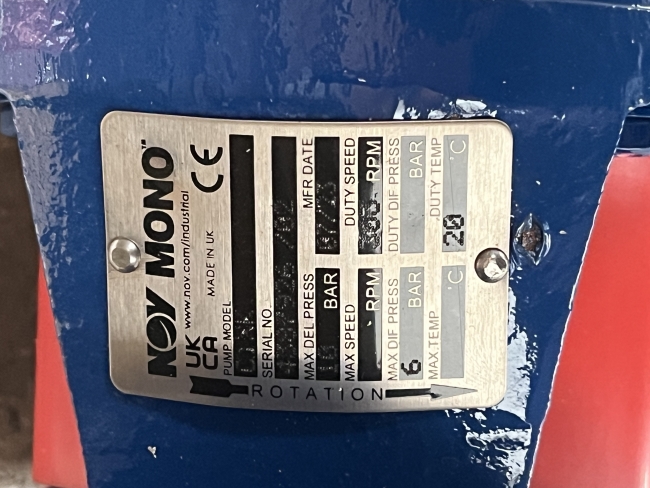 NOV MONO™
UK CA www.nov.com/industrial
MADE IN UK CE
PUMP MODEL
SERIAL NO.
MAX DEL PRESS BAR MFR DATE
MAX SPEED RPM DUTY SPEED RPM
MAX DIF PRESS 6 BAR DUTY DIF PRESS BAR
MAX TEMP °C DUTY TEMP 20 °C
ROTATION